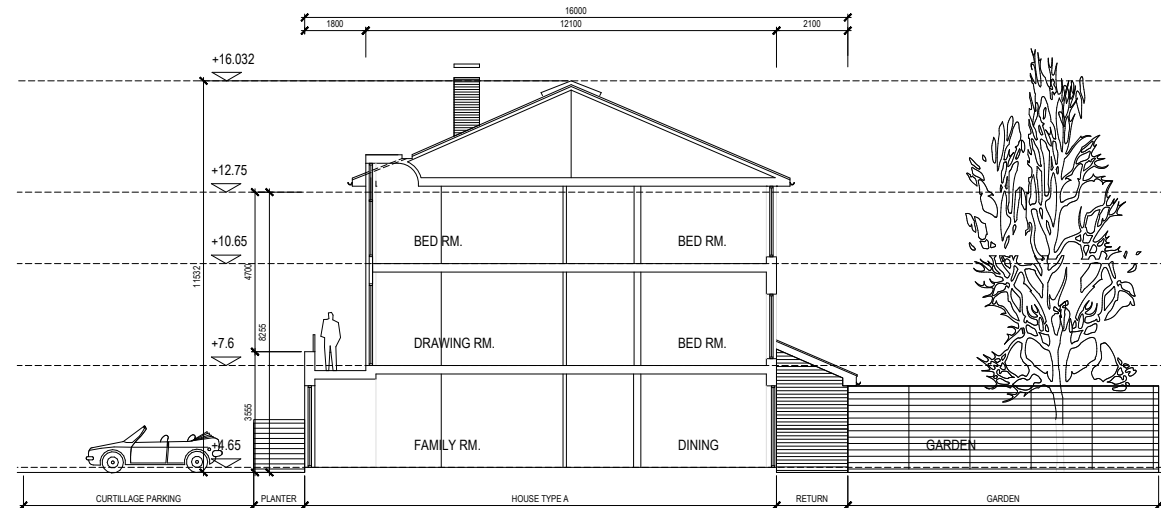 16000
1800 12100 2100
+16.032
+12.75
+10.65
BED RM. BED RM.
11532
4700
8255
+7.6
DRAWING RM. BED RM.
3555
+4.65
FAMILY RM. DINING GARDEN
CURTILLAGE PARKING PLANTER HOUSE TYPE A RETURN GARDEN